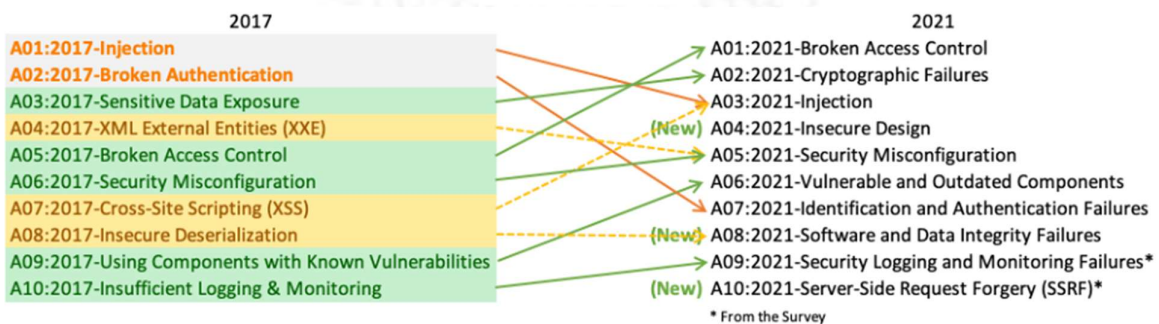 2017
A01:2017-Injection
A02:2017-Broken Authentication
A03:2017-Sensitive Data Exposure
A04:2017-XML External Entities (XXE)
A05:2017-Broken Access Control
A06:2017-Security Misconfiguration
A07:2017-Cross-Site Scripting (XSS)
A08:2017-Insecure Deserialization
A09:2017-Using Components with Known Vulnerabilities
A10:2017-Insufficient Logging & Monitoring
2021
A01:2021-Broken Access Control
A02:2021-Cryptographic Failures
A03:2021-Injection
(New) A04:2021-Insecure Design
A05:2021-Security Misconfiguration
A06:2021-Vulnerable and Outdated Components
A07:2021-Identification and Authentication Failures
(New) A08:2021-Software and Data Integrity Failures
A09:2021-Security Logging and Monitoring Failures*
(New) A10:2021-Server-Side Request Forgery (SSRF)*
* From the Survey